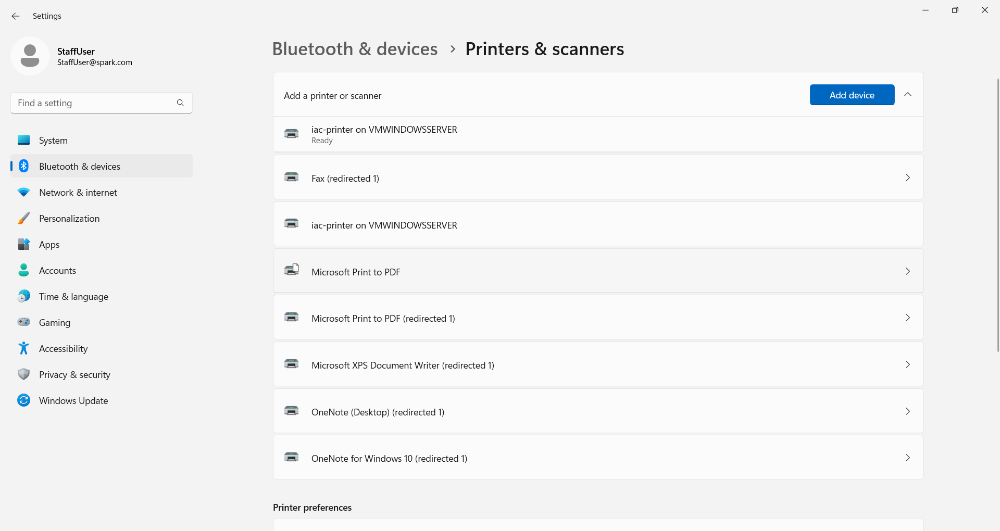 Settings
StaffUser
StaffUser@spark.com
Find a setting
System
Bluetooth & devices
Network & internet
Personalization
Apps
Accounts
Time & language
Gaming
Accessibility
Privacy & security
Windows Update
Bluetooth & devices > Printers & scanners
Add a printer or scanner
Add device
iac-printer on VMWINDOWSSERVER
Ready
Fax (redirected 1)
iac-printer on VMWINDOWSSERVER
Microsoft Print to PDF
Microsoft Print to PDF (redirected 1)
Microsoft XPS Document Writer (redirected 1)
OneNote (Desktop) (redirected 1)
OneNote for Windows 10 (redirected 1)
Printer preferences